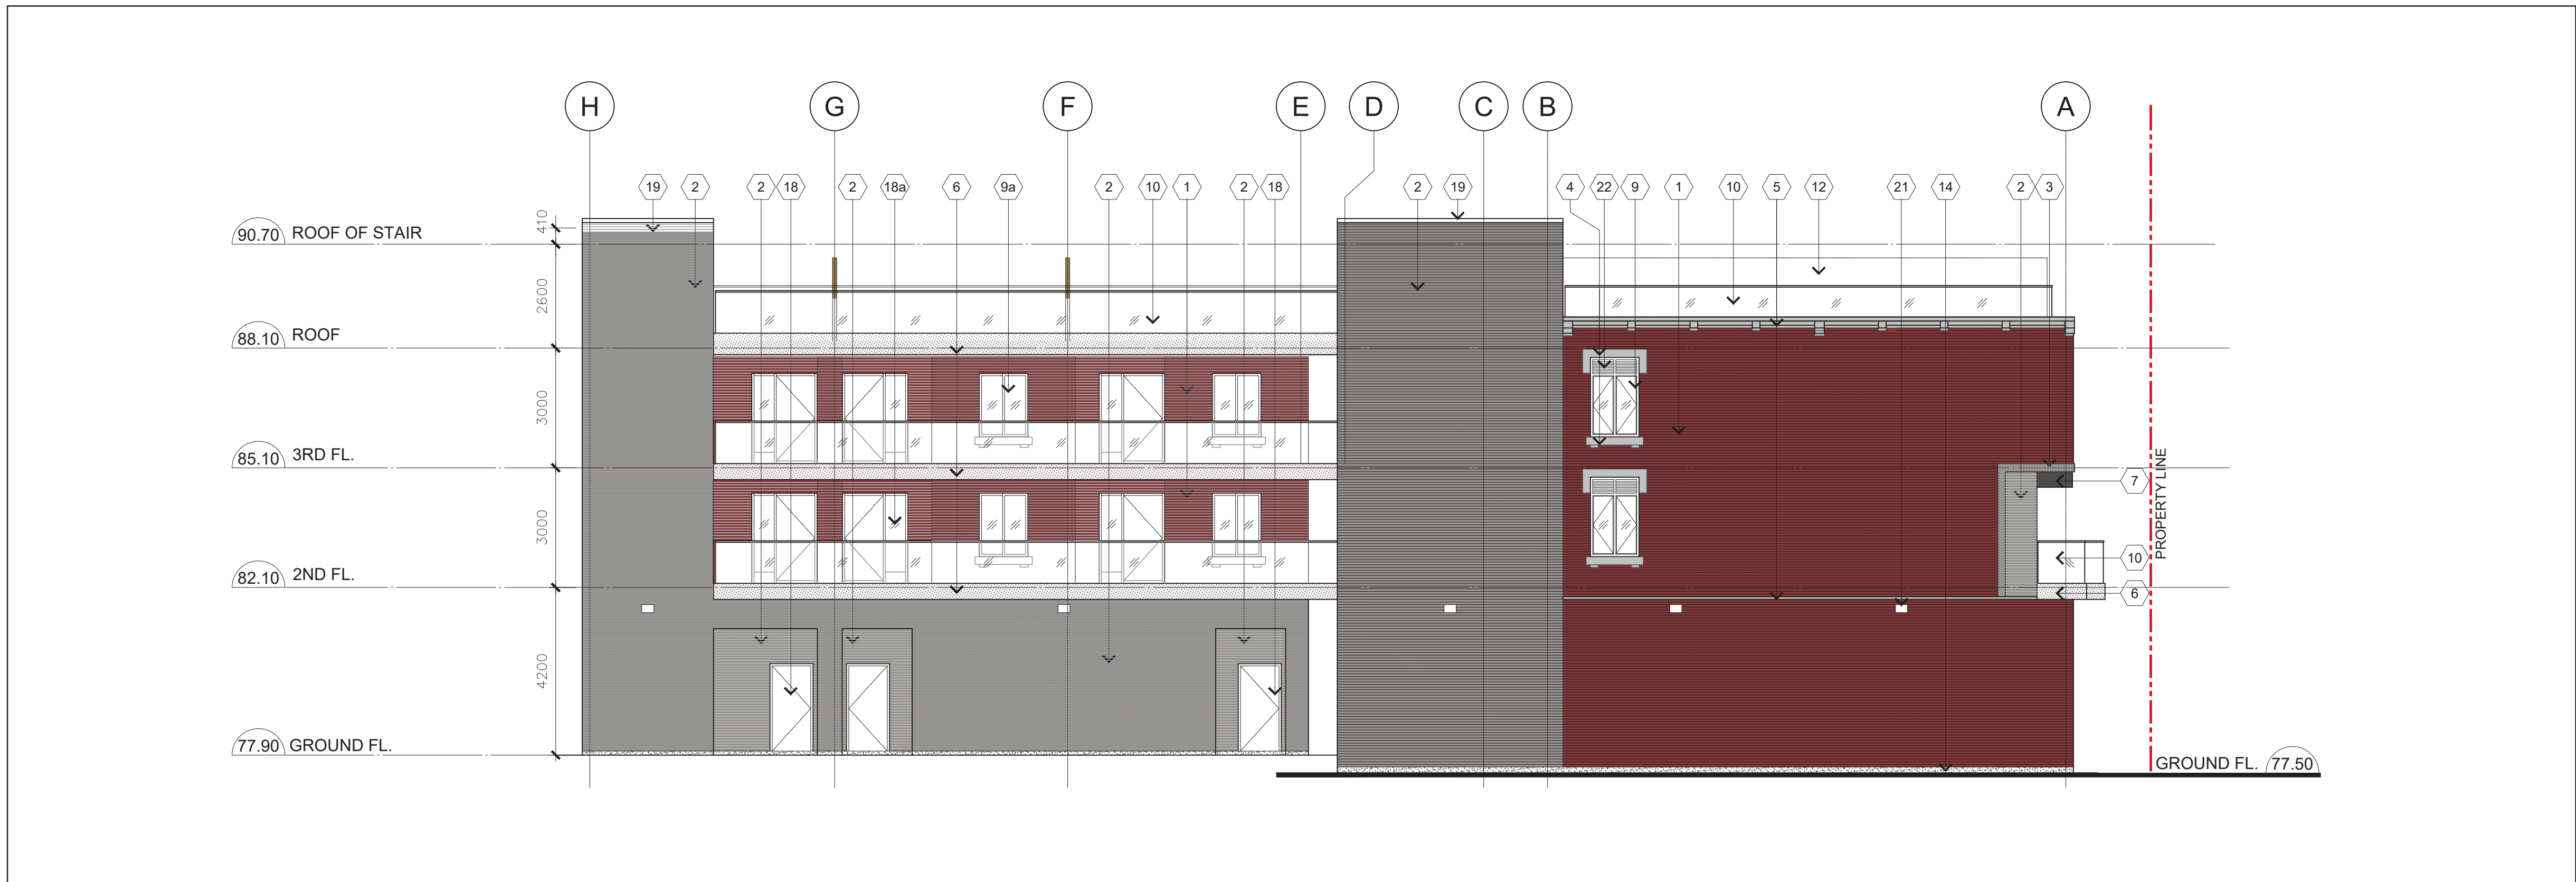 H G F E D C B A
19 2 2 18 2 18a 6 9a 2 10 1 2 18 2 19 4 22 9 1 10 5 12 21 14 2 3
410
90.70 ROOF OF STAIR
2600
88.10 ROOF
3000
85.10 3RD FL.
7
3000
PROPERTY LINE
10
82.10 2ND FL.
6
4200
77.90 GROUND FL.
GROUND FL. 77.50